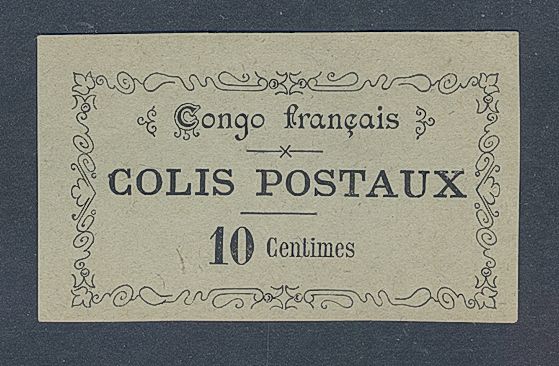 Congo français
COLIS POSTAUX
10 Centimes